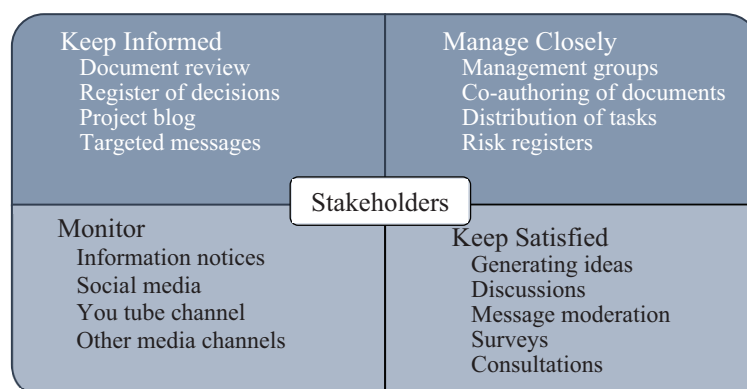 Keep Informed
Document review
Register of decisions
Project blog
Targeted messages
Manage Closely
Management groups
Co-authoring of documents
Distribution of tasks
Risk registers
Stakeholders
Monitor
Information notices
Social media
You tube channel
Other media channels
Keep Satisfied
Generating ideas
Discussions
Message moderation
Surveys
Consultations